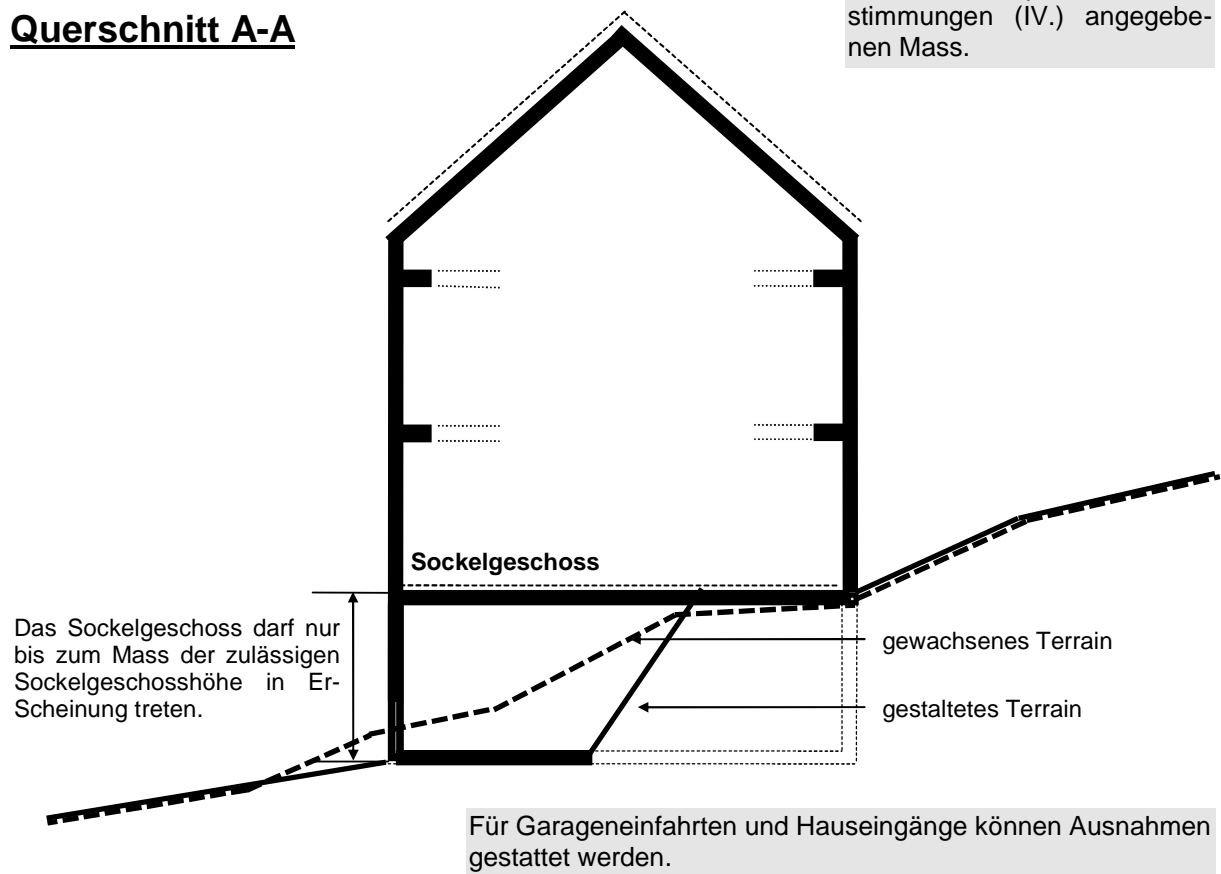 Querschnitt A-A
stimmungen (IV.) angegebe-
nen Mass.
Sockelgeschoss
Das Sockelgeschoss darf nur
bis zum Mass der zulässigen
Sockelgeschosshöhe in Er-
Scheinung treten.
gewachsenes Terrain
gestaltetes Terrain
Für Garageneinfahrten und Hauseingänge können Ausnahmen
gestattet werden.